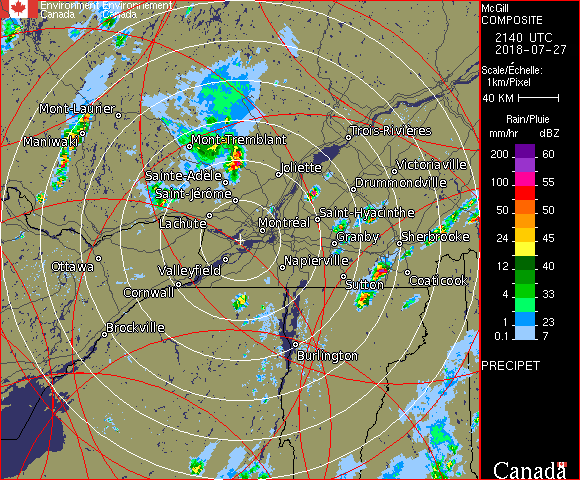 Environment Environnement
Canada Canada
McGill
COMPOSITE
2140 UTC
2018-07-27
Scale/Échelle:
1km/Pixel
40 KM
Rain/Pluie
mm/hr dBZ
200 60
100 55
50 50
24 45
12 40
4 33
1 23
0.1 7
PRECIPET
Canada
Mont-Laurier
Maniwaki
Mont-Tremblant
Trois-Rivières
Sainte-Adèle
Joliette
Victoriaville
Saint-Jérôme
Drummondville
Lachute
Montréal
Saint-Hyacinthe
Granby
Sherbrooke
Ottawa
Valleyfield
Napierville
Cornwall
Sutton
Coaticook
Brockville
Burlington